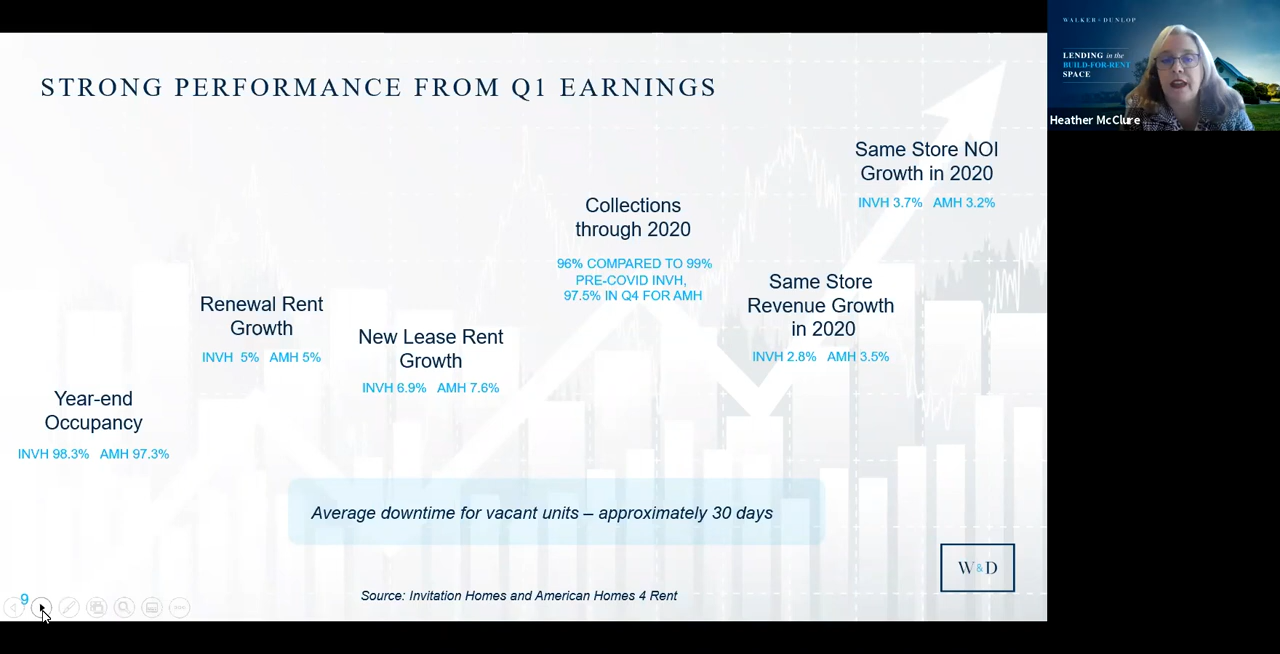 STRONG PERFORMANCE FROM Q1 EARNINGS
Same Store NOI
Growth in 2020
INVH 3.7% AMH 3.2%
Collections
through 2020
96% COMPARED TO 99%
PRE-COVID INVH,
97.5% IN Q4 FOR AMH
Same Store
Revenue Growth
in 2020
INVH 2.8% AMH 3.5%
Renewal Rent
Growth
INVH 5% AMH 5%
New Lease Rent
Growth
INVH 6.9% AMH 7.6%
Year-end
Occupancy
INVH 98.3% AMH 97.3%
Average downtime for vacant units – approximately 30 days
W&D
Source: Invitation Homes and American Homes 4 Rent
9
WALKER & DUNLOP
LENDING in the
BUILD-FOR-RENT
SPACE
Heather McClure